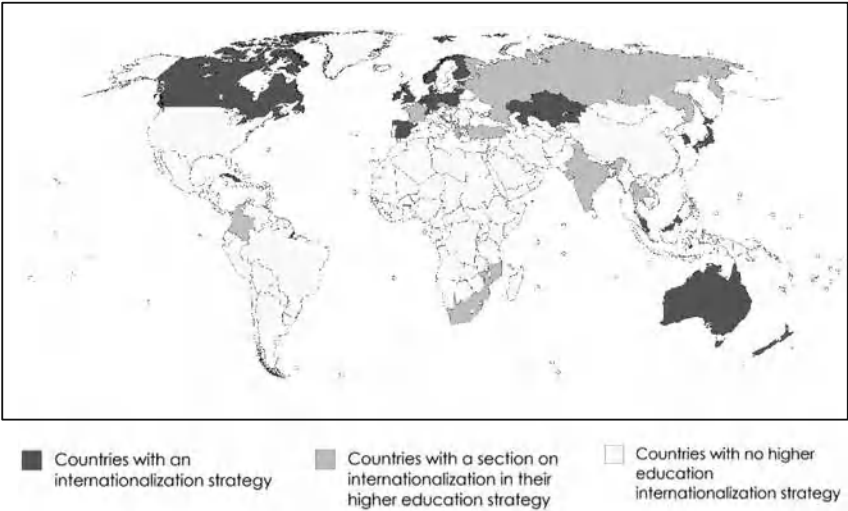 Countries with an
internationalization strategy
Countries with a section on
internationalization in their
higher education strategy
Countries with no higher
education
internationalization strategy